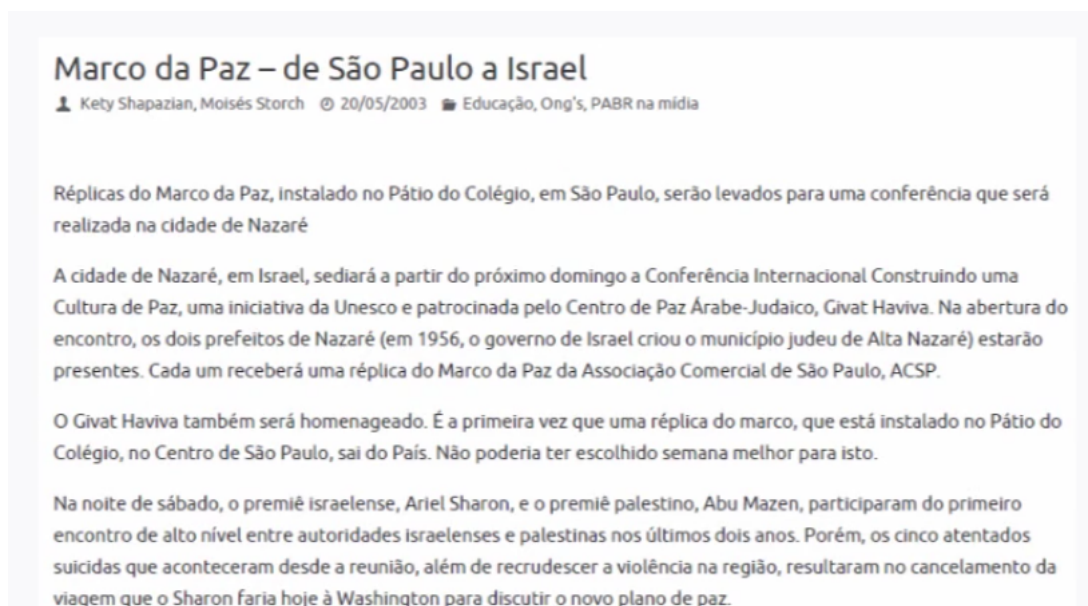 Marco da Paz – de São Paulo a Israel
Kety Shapazian, Moisés Storch 20/05/2003 Educação, Ong's, PABR na mídia
Réplicas do Marco da Paz, instalado no Pátio do Colégio, em São Paulo, serão levados para uma conferência que será
realizada na cidade de Nazaré
A cidade de Nazaré, em Israel, sediará a partir do próximo domingo a Conferência Internacional Construindo uma
Cultura de Paz, uma iniciativa da Unesco e patrocinada pelo Centro de Paz Árabe-Judaico, Givat Haviva. Na abertura do
encontro, os dois prefeitos de Nazaré (em 1956, o governo de Israel criou o município judeu de Alta Nazaré) estarão
presentes. Cada um receberá uma réplica do Marco da Paz da Associação Comercial de São Paulo, ACSP.
O Givat Haviva também será homenageado. É a primeira vez que uma réplica do marco, que está instalado no Pátio do
Colégio, no Centro de São Paulo, sai do País. Não poderia ter escolhido semana melhor para isto.
Na noite de sábado, o premiê israelense, Ariel Sharon, e o premiê palestino, Abu Mazen, participaram do primeiro
encontro de alto nível entre autoridades israelenses e palestinas nos últimos dois anos. Porém, os cinco atentados
suicidas que aconteceram desde a reunião, além de recrudescer a violência na região, resultaram no cancelamento da
viagem que o Sharon faria hoje à Washington para discutir o novo plano de paz.